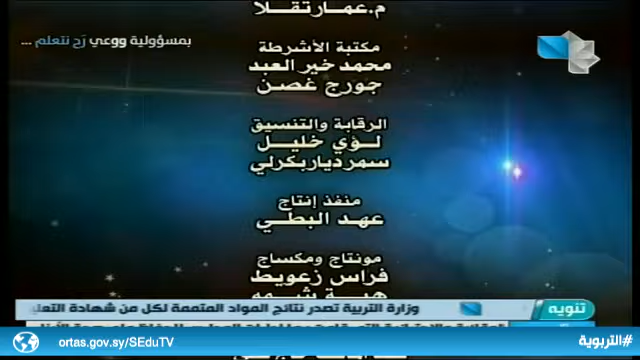 م.عمار تقلا
بمسؤولية ووعي رَح نتعلم ...
مكتبة الأشرطة
محمد خير العبد
جورج غصن
الرقابة والتنسيق
لؤي خليل
سمر ديار بكرلي
منفذ إنتاج
عهد البطي
مونتاج ومكساج
فراس زعويط
تنويه
وزارة التربية تصدر نتائج المواد المتممة لكل من شهادة التعلي
#التربوية
ortas.gov.sy/SEduTV